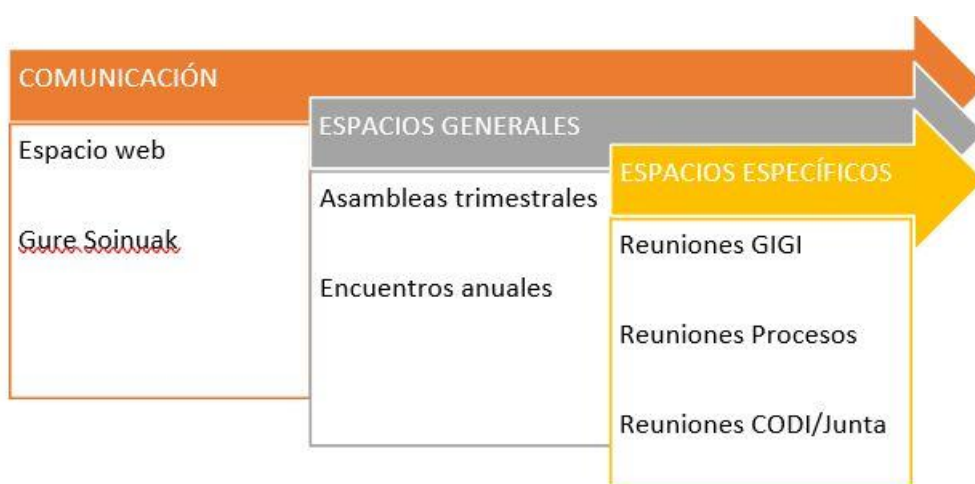 COMUNICACIÓN
Espacio web
Gure Soinuak
ESPACIOS GENERALES
Asambleas trimestrales
Encuentros anuales
ESPACIOS ESPECÍFICOS
Reuniones GIGI
Reuniones Procesos
Reuniones CODI/Junta